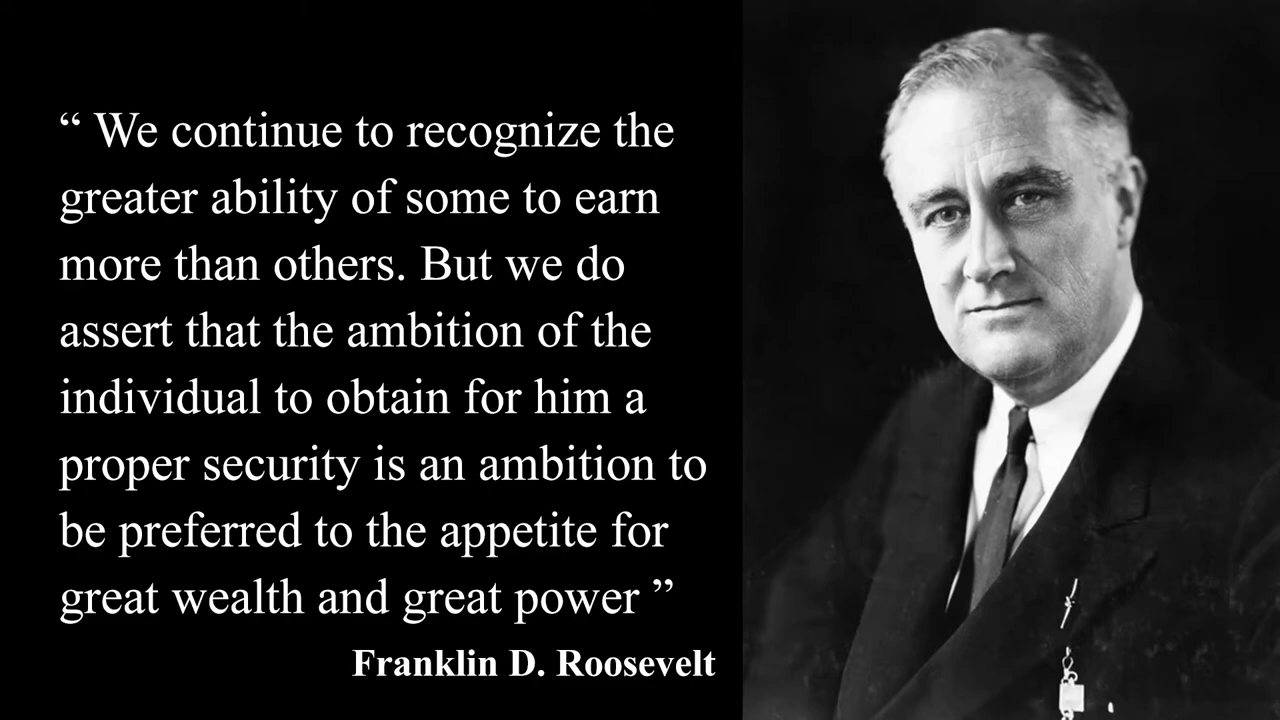 “ We continue to recognize the
greater ability of some to earn
more than others. But we do
assert that the ambition of the
individual to obtain for him a
proper security is an ambition to
be preferred to the appetite for
great wealth and great power ”
Franklin D. Roosevelt